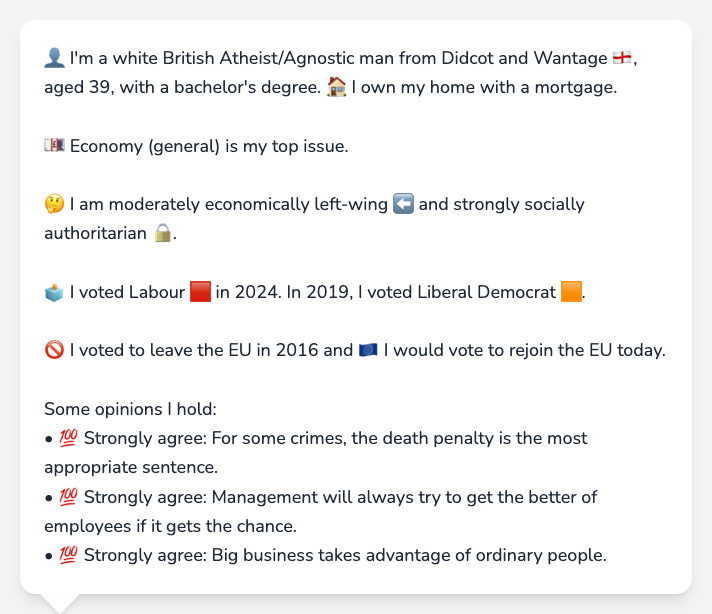 👤 I'm a white British Atheist/Agnostic man from Didcot and Wantage 🏴󠁧󠁢󠁥󠁮󠁧󠁿,
aged 39, with a bachelor's degree. 🏠 I own my home with a mortgage.
💷 Economy (general) is my top issue.
🤔 I am moderately economically left-wing ⬅️ and strongly socially
authoritarian 🔒.
🗳️ I voted Labour 🟥 in 2024. In 2019, I voted Liberal Democrat 🟧.
🚫 I voted to leave the EU in 2016 and 🇪🇺 I would vote to rejoin the EU today.
Some opinions I hold:
• 💯 Strongly agree: For some crimes, the death penalty is the most
appropriate sentence.
• 💯 Strongly agree: Management will always try to get the better of
employees if it gets the chance.
• 💯 Strongly agree: Big business takes advantage of ordinary people.